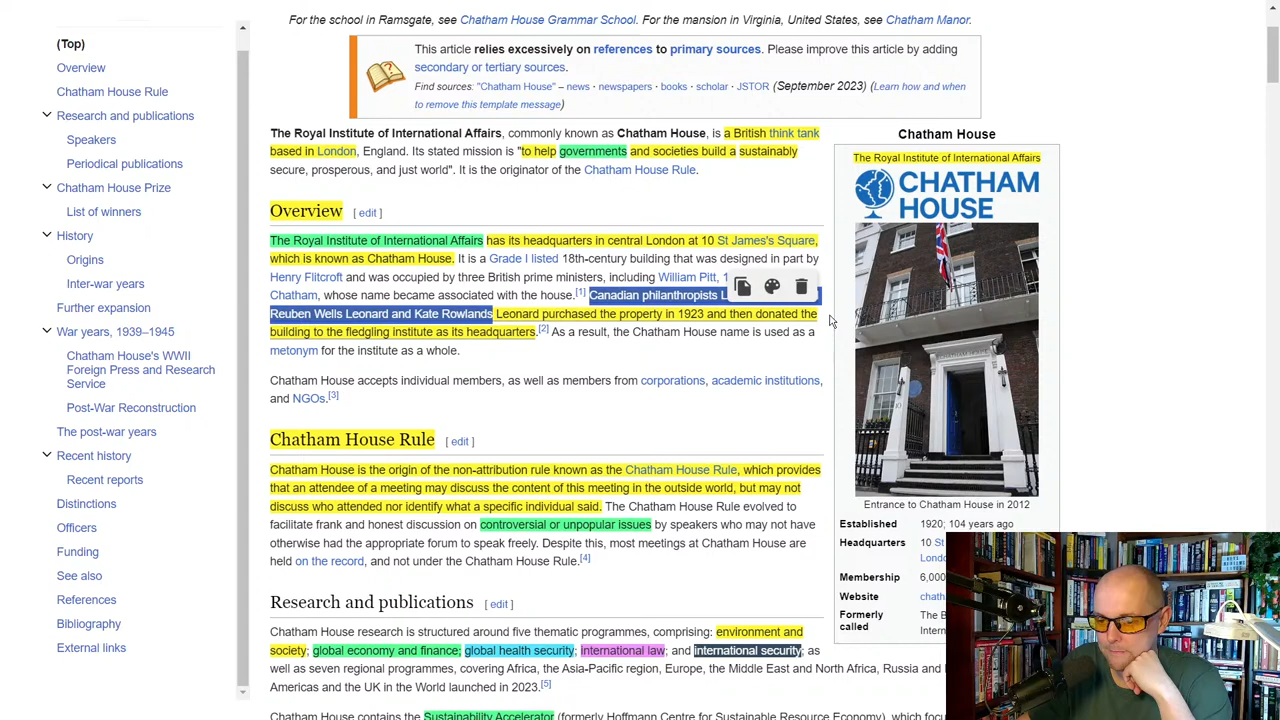 For the school in Ramsgate, see Chatham House Grammar School. For the mansion in Virginia, United States, see Chatham Manor.
(Top)
Overview
Chatham House Rule
Research and publications
Speakers
Periodical publications
Chatham House Prize
List of winners
History
Origins
Inter-war years
Further expansion
War years, 1939–1945
Chatham House's WWII
Foreign Press and Research
Service
Post-War Reconstruction
The post-war years
Recent history
Recent reports
Distinctions
Officers
Funding
See also
References
Bibliography
External links
This article relies excessively on references to primary sources. Please improve this article by adding
secondary or tertiary sources.
Find sources: "Chatham House" – news · newspapers · books · scholar · JSTOR (September 2023) (Learn how and when
to remove this template message)
The Royal Institute of International Affairs, commonly known as Chatham House, is a British think tank
based in London, England. Its stated mission is "to help governments and societies build a sustainably
secure, prosperous, and just world". It is the originator of the Chatham House Rule.
Overview [ edit ]
The Royal Institute of International Affairs has its headquarters in central London at 10 St James's Square,
which is known as Chatham House. It is a Grade I listed 18th-century building that was designed in part by
Henry Flitcroft and was occupied by three British prime ministers, including William Pitt, 1
Chatham, whose name became associated with the house.[1] Canadian philanthropists L
Reuben Wells Leonard and Kate Rowlands Leonard purchased the property in 1923 and then donated the
building to the fledgling institute as its headquarters.[2] As a result, the Chatham House name is used as a
metonym for the institute as a whole.
Chatham House accepts individual members, as well as members from corporations, academic institutions,
and NGOs.[3]
Chatham House Rule [ edit ]
Chatham House is the origin of the non-attribution rule known as the Chatham House Rule, which provides
that an attendee of a meeting may discuss the content of this meeting in the outside world, but may not
discuss who attended nor identify what a specific individual said. The Chatham House Rule evolved to
facilitate frank and honest discussion on controversial or unpopular issues by speakers who may not have
otherwise had the appropriate forum to speak freely. Despite this, most meetings at Chatham House are
held on the record, and not under the Chatham House Rule.[4]
Research and publications [ edit ]
Chatham House research is structured around five thematic programmes, comprising: environment and
society; global economy and finance; global health security; international law; and international security; as
well as seven regional programmes, covering Africa, the Asia-Pacific region, Europe, the Middle East and North Africa, Russia and
Americas and the UK in the World launched in 2023.[5]
Chatham House contains the Sustainability Accelerator (formerly Hoffmann Centre for Sustainable Resource Economy), which foc
Chatham House
The Royal Institute of International Affairs
CHATHAM
HOUSE
Entrance to Chatham House in 2012
Established 1920; 104 years ago
Headquarters 10 St
Londo
Membership 6,000
Website chath
Formerly The B
called Intern